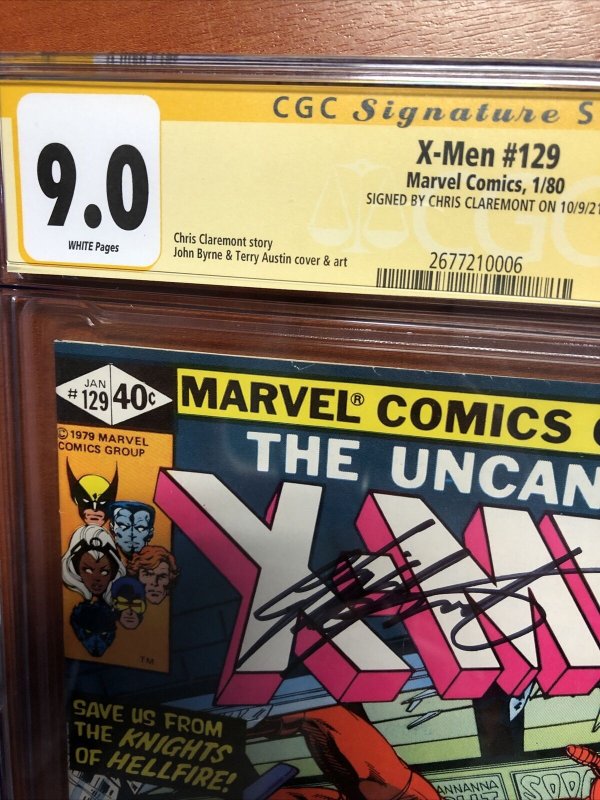 CGC Signature S
9.0
WHITE Pages
X-Men #129
Marvel Comics, 1/80
SIGNED BY CHRIS CLAREMONT ON 10/9/21
Chris Claremont story
John Byrne & Terry Austin cover & art
2677210006
JAN
#129 40¢
MARVEL® COMICS
© 1979 MARVEL
COMICS GROUP
THE UNCAN
X-ME
TM
SAVE US FROM
THE KNIGHTS
OF HELLFIRE!
ANNANNA